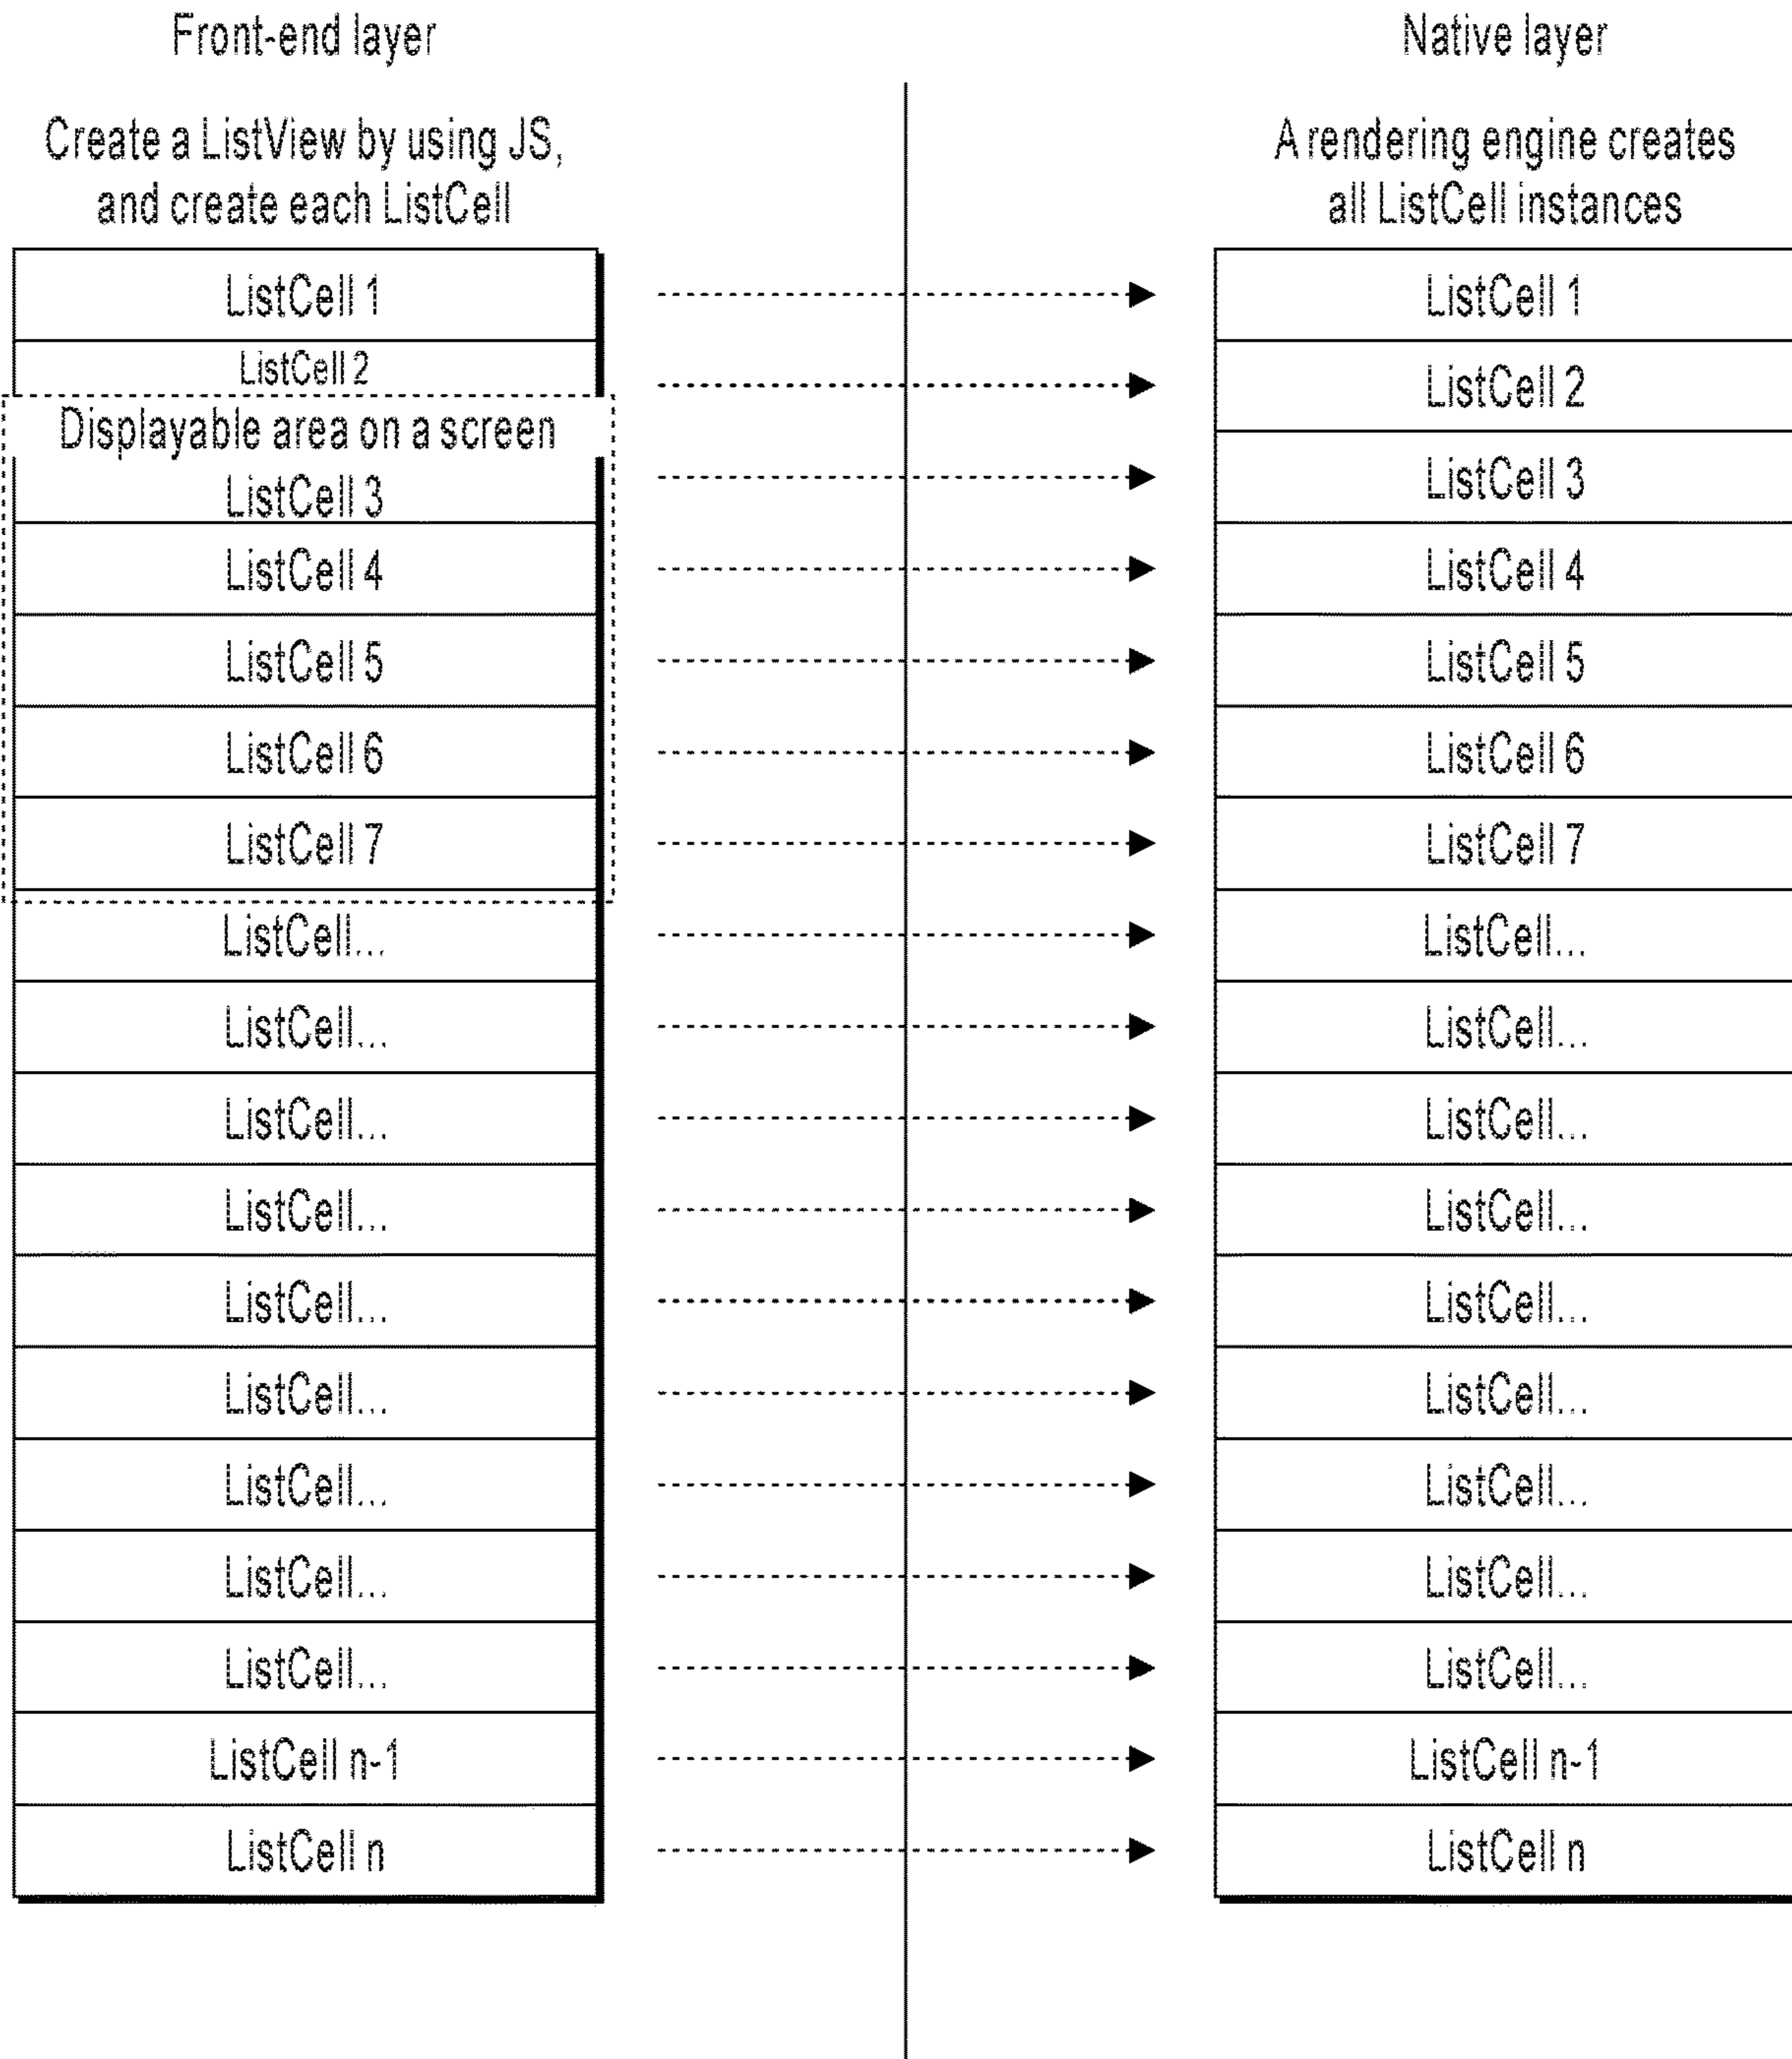 Front-end layer
Create a ListView by using JS,
and create each ListCell
ListCell 1
ListCell 2
Displayable area on a screen
ListCell 3
ListCell 4
ListCell 5
ListCell 6
ListCell 7
ListCell...
ListCell...
ListCell...
ListCell...
ListCell...
ListCell...
ListCell...
ListCell...
ListCell...
ListCell n-1
ListCell n
Native layer
A rendering engine creates
all ListCell instances
ListCell 1
ListCell 2
ListCell 3
ListCell 4
ListCell 5
ListCell 6
ListCell 7
ListCell...
ListCell...
ListCell...
ListCell...
ListCell...
ListCell...
ListCell...
ListCell...
ListCell...
ListCell n-1
ListCell n